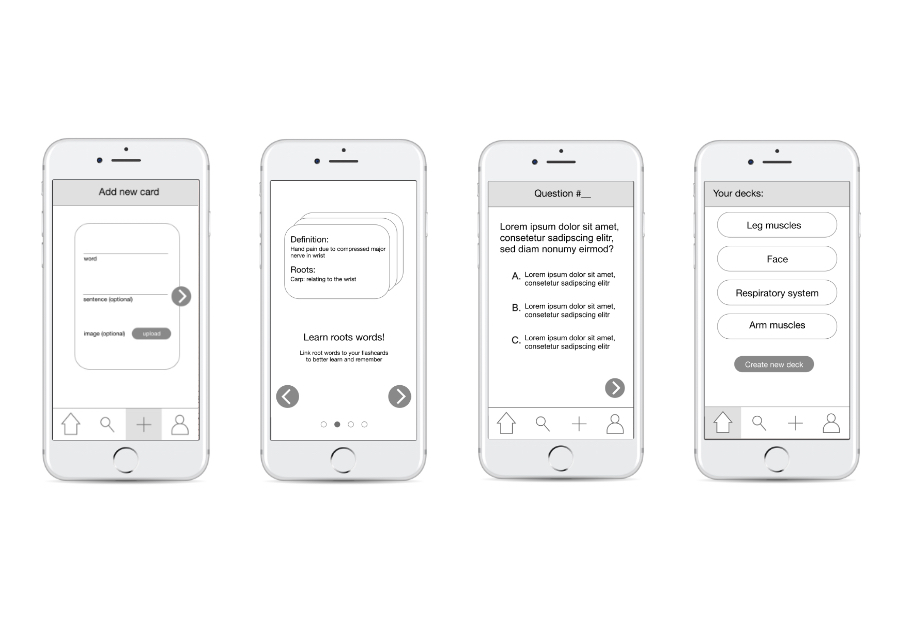 Add new card
word
sentence (optional)
image (optional) upload
Definition:
Hand pain due to compressed major
nerve in wrist
Roots:
Carp: relating to the wrist
Learn roots words!
Link root words to your flashcards
to better learn and remember
Question #__
Lorem ipsum dolor sit amet,
consetetur sadipscing elitr,
sed diam nonumy eirmod?
A. Lorem ipsum dolor sit amet,
consetetur sadipscing elitr
B. Lorem ipsum dolor sit amet,
consetetur sadipscing elitr
C. Lorem ipsum dolor sit amet,
consetetur sadipscing elitr
Your decks:
Leg muscles
Face
Respiratory system
Arm muscles
Create new deck